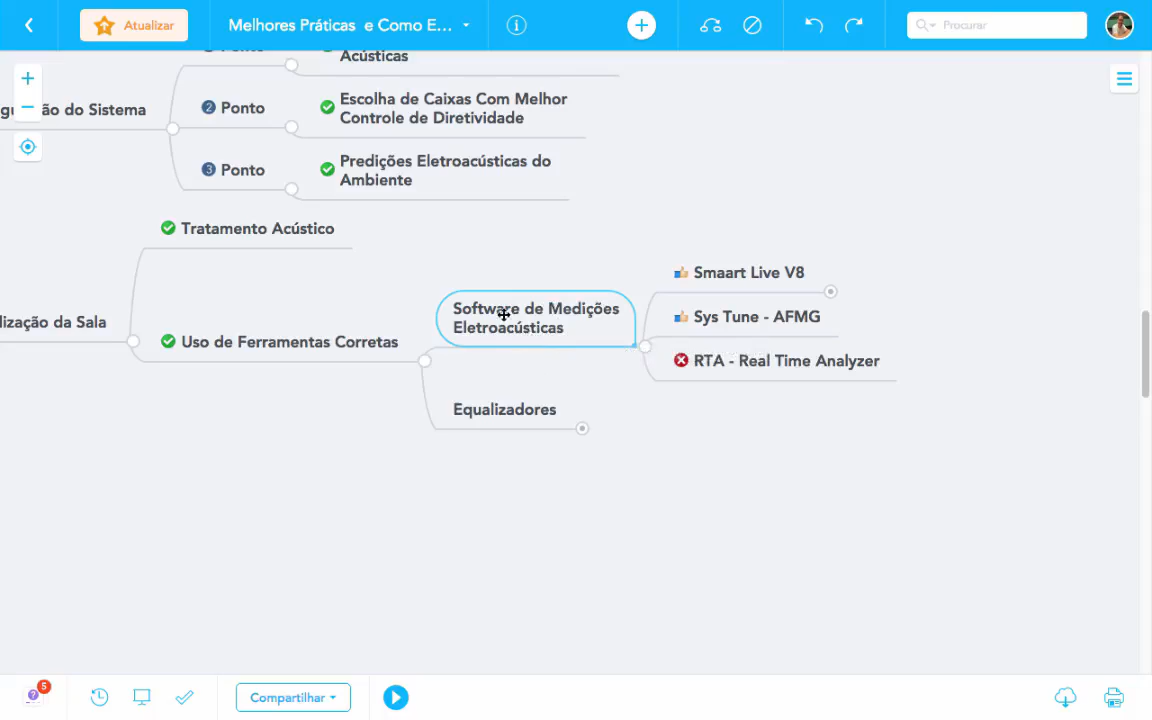 Atualizar
Melhores Práticas e Como E...
Procurar
Acústicas
do Sistema
2 Ponto
Escolha de Caixas Com Melhor
Controle de Diretividade
3 Ponto
Predições Eletroacústicas do
Ambiente
Tratamento Acústico
da Sala
Uso de Ferramentas Corretas
Software de Medições
Eletroacústicas
Smaart Live V8
Sys Tune - AFMG
RTA - Real Time Analyzer
Equalizadores
5
Compartilhar